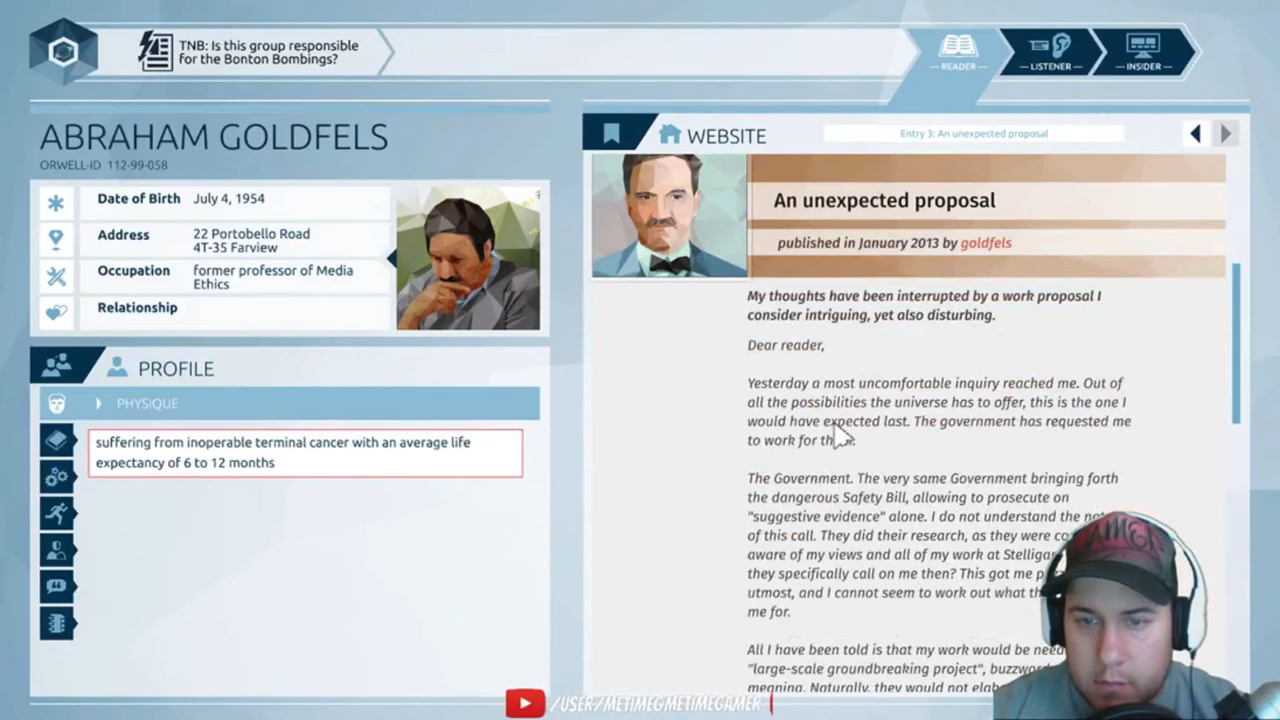 TNB: Is this group responsible
for the Bonton Bombings?
READER
LISTENER
INSIDER
ABRAHAM GOLDFELS
ORWELL-ID 112-99-058
Date of Birth July 4, 1954
Address 22 Portobello Road
4T-35 Farview
Occupation former professor of Media
Ethics
Relationship
PROFILE
PHYSIQUE
suffering from inoperable terminal cancer with an average life
expectancy of 6 to 12 months
WEBSITE
Entry 3: An unexpected proposal
An unexpected proposal
published in January 2013 by goldfels
My thoughts have been interrupted by a work proposal I
consider intriguing, yet also disturbing.
Dear reader,
Yesterday a most uncomfortable inquiry reached me. Out of
all the possibilities the universe has to offer, this is the one I
would have expected last. The government has requested me
to work for
The Government. The very same Government bringing forth
the dangerous Safety Bill, allowing to prosecute on
"suggestive evidence" alone. I do not understand the
of this call. They did their research, as they were
aware of my views and all of my work at
they specifically call on me then? This got me
utmost, and I cannot seem to work out what
me for.
All I have been told is that my work would be
"large-scale groundbreaking project",
meaning. Naturally, they would not
/USER/METIMEG/METIMEGAMER
GAMER